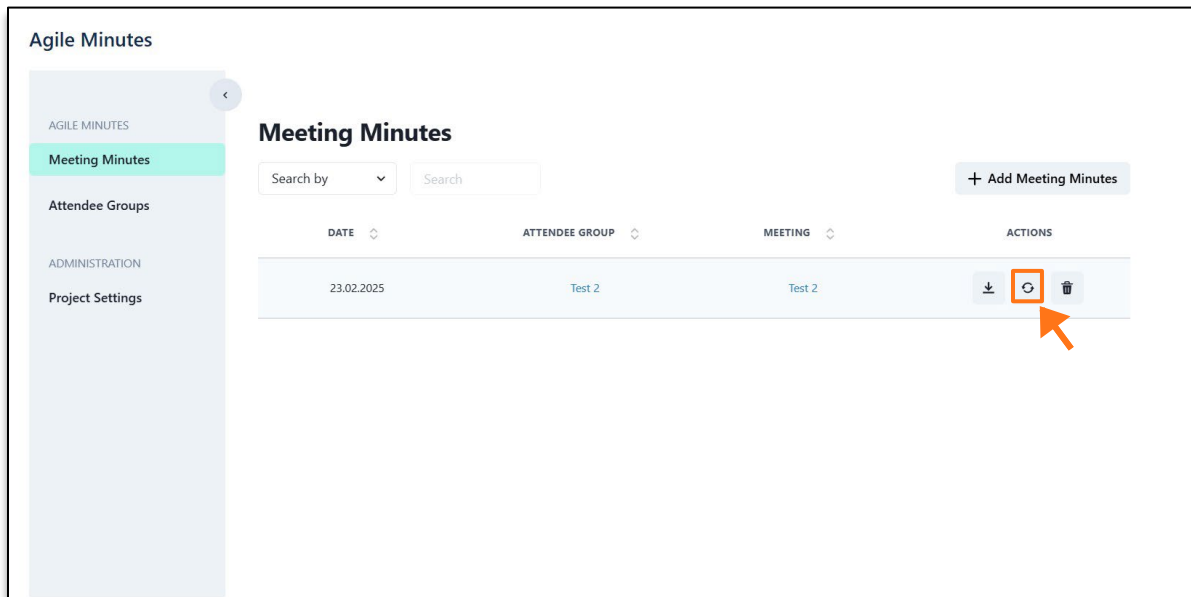 Agile Minutes
AGILE MINUTES
Meeting Minutes
Attendee Groups
ADMINISTRATION
Project Settings
Meeting Minutes
Search by
Search
+ Add Meeting Minutes
DATE ATTENDEE GROUP MEETING ACTIONS
23.02.2025 Test 2 Test 2